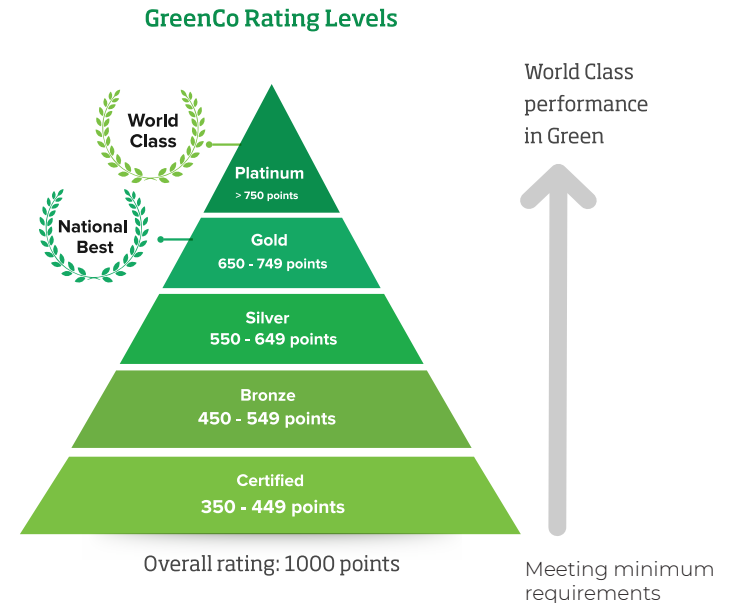 GreenCo Rating Levels
World Class
performance
in Green
World
Class
Platinum
> 750 points
National
Best
Gold
650 - 749 points
Silver
550 - 649 points
Bronze
450 - 549 points
Certified
350 - 449 points
Overall rating: 1000 points
Meeting minimum
requirements